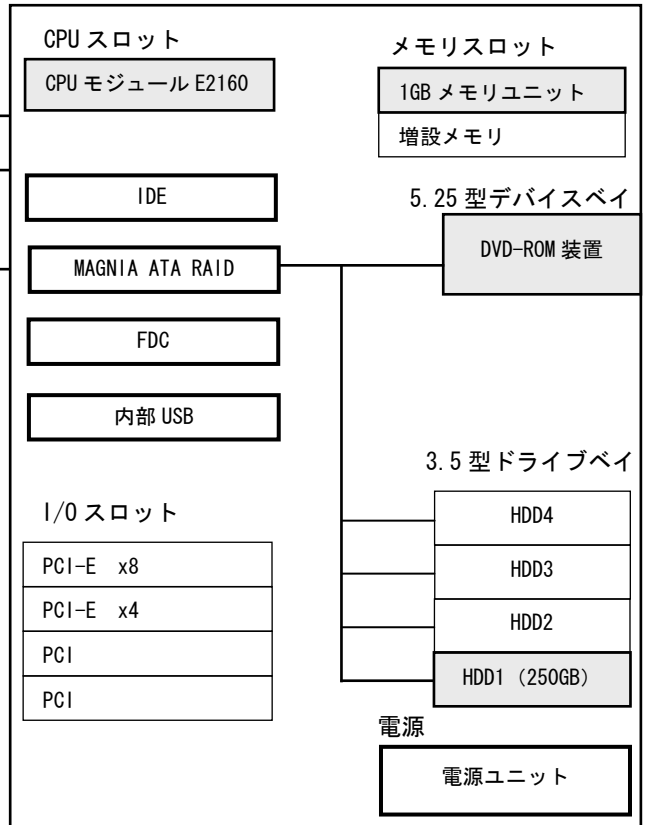 CPU スロット
CPU モジュール E2160
メモリスロット
1GB メモリユニット
増設メモリ
IDE
MAGNIA ATA RAID
FDC
内部 USB
5.25 型デバイスベイ
DVD-ROM 装置
3.5 型ドライブベイ
HDD4
HDD3
HDD2
HDD1 (250GB)
I/O スロット
PCI-E x8
PCI-E x4
PCI
PCI
電源
電源ユニット